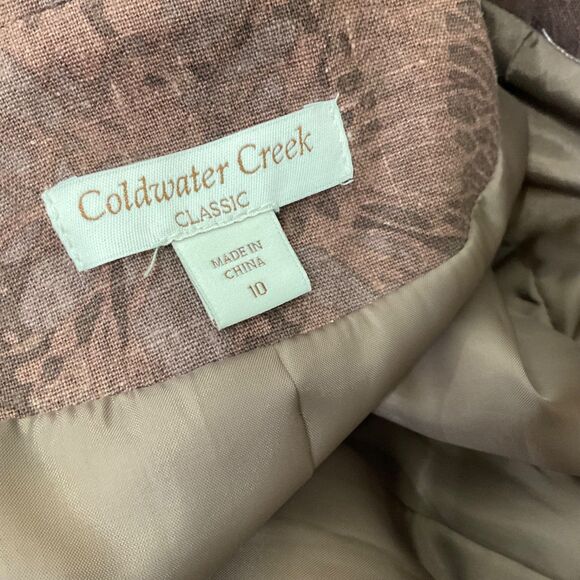 Coldwater Creek
CLASSIC
MADE IN
CHINA
10